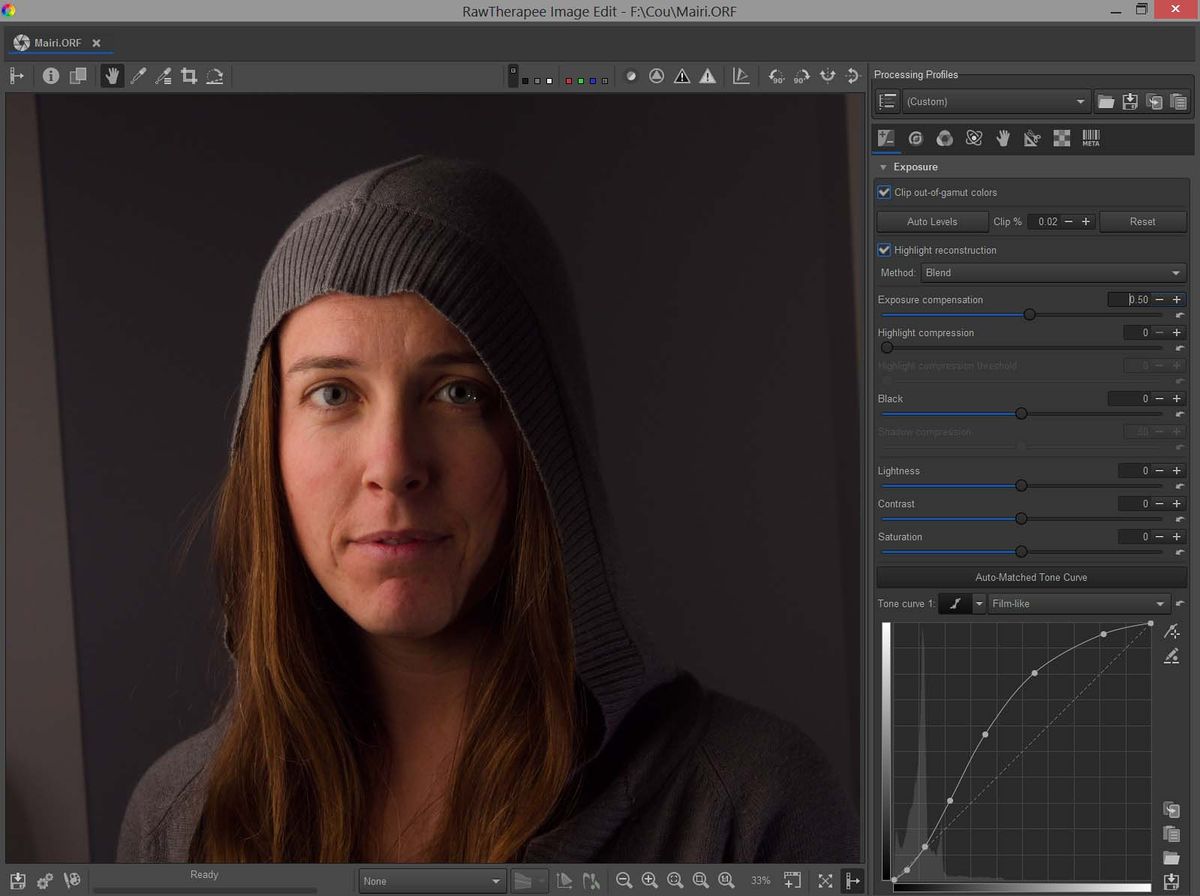 RawTherapee Image Edit - F:\Cou\Mairi.ORF
Mairi.ORF
Processing Profiles
(Custom)
META
Exposure
Clip out-of-gamut colors
Auto Levels Clip % 0.02 Reset
Highlight reconstruction
Method: Blend
Exposure compensation 0.50
Highlight compression 0
Highlight compression threshold 0
Black 0
Shadow compression 50
Lightness 0
Contrast 0
Saturation 0
Auto-Matched Tone Curve
Tone curve 1: Film-like
Ready
None
33%